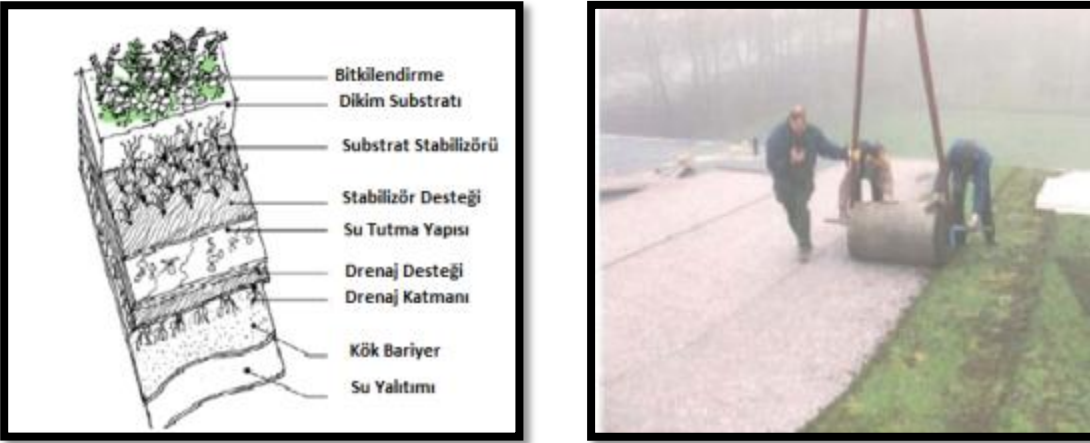 Bitkilendirme
Dikim Substratı
Substrat Stabilizörü
Stabilizör Desteği
Su Tutma Yapısı
Drenaj Desteği
Drenaj Katmanı
Kök Bariyer
Su Yalıtımı